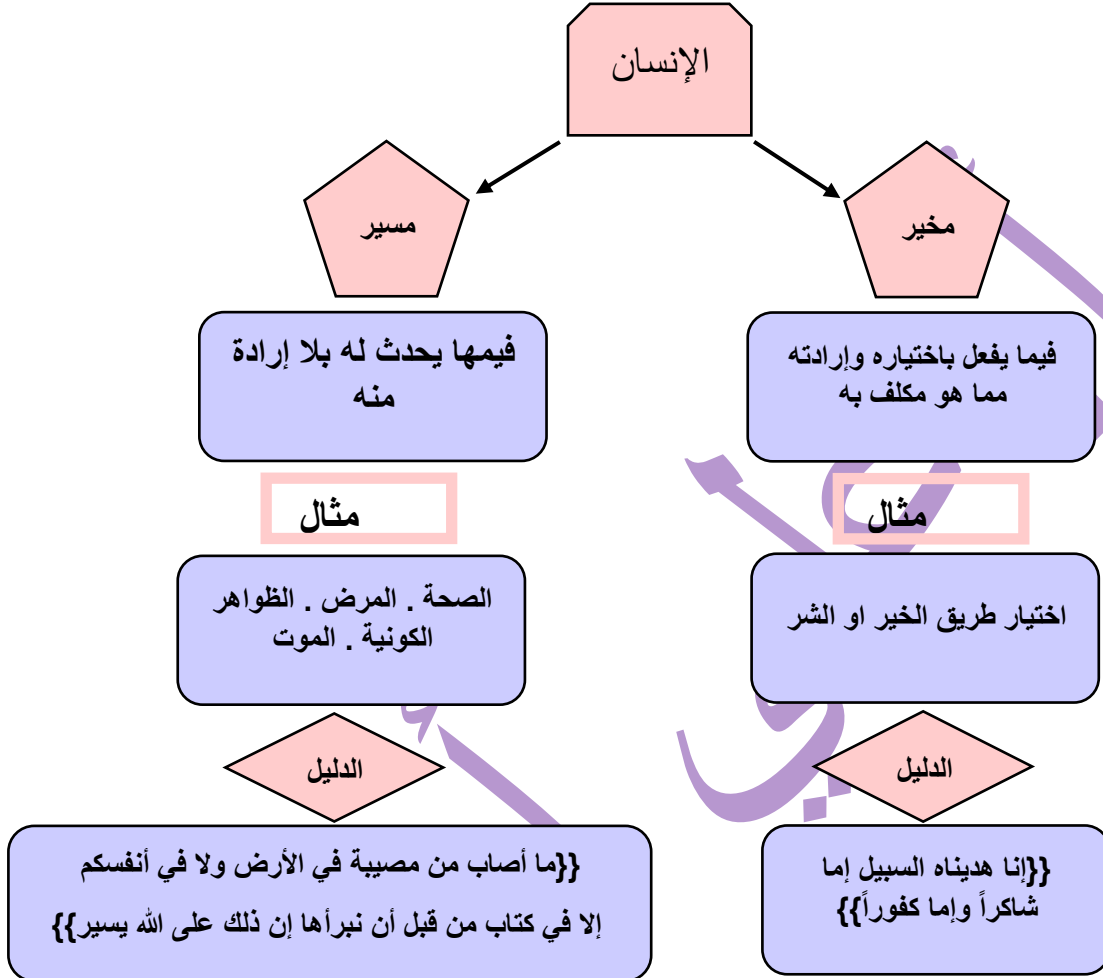 الإنسان
مخير
مسير
فيما يفعل باختياره وإرادته
مما هو مكلف به
فيمها يحدث له بلا إرادة
منه
مثال
مثال
اختيار طريق الخير او الشر
الصحة . المرض . الظواهر
الكونية . الموت
الدليل
الدليل
{{إنا هديناه السبيل إما
شاكراً وإما كفوراً}}
{{ما أصاب من مصيبة في الأرض ولا في أنفسكم
إلا في كتاب من قبل أن نبرأها إن ذلك على الله يسير}}